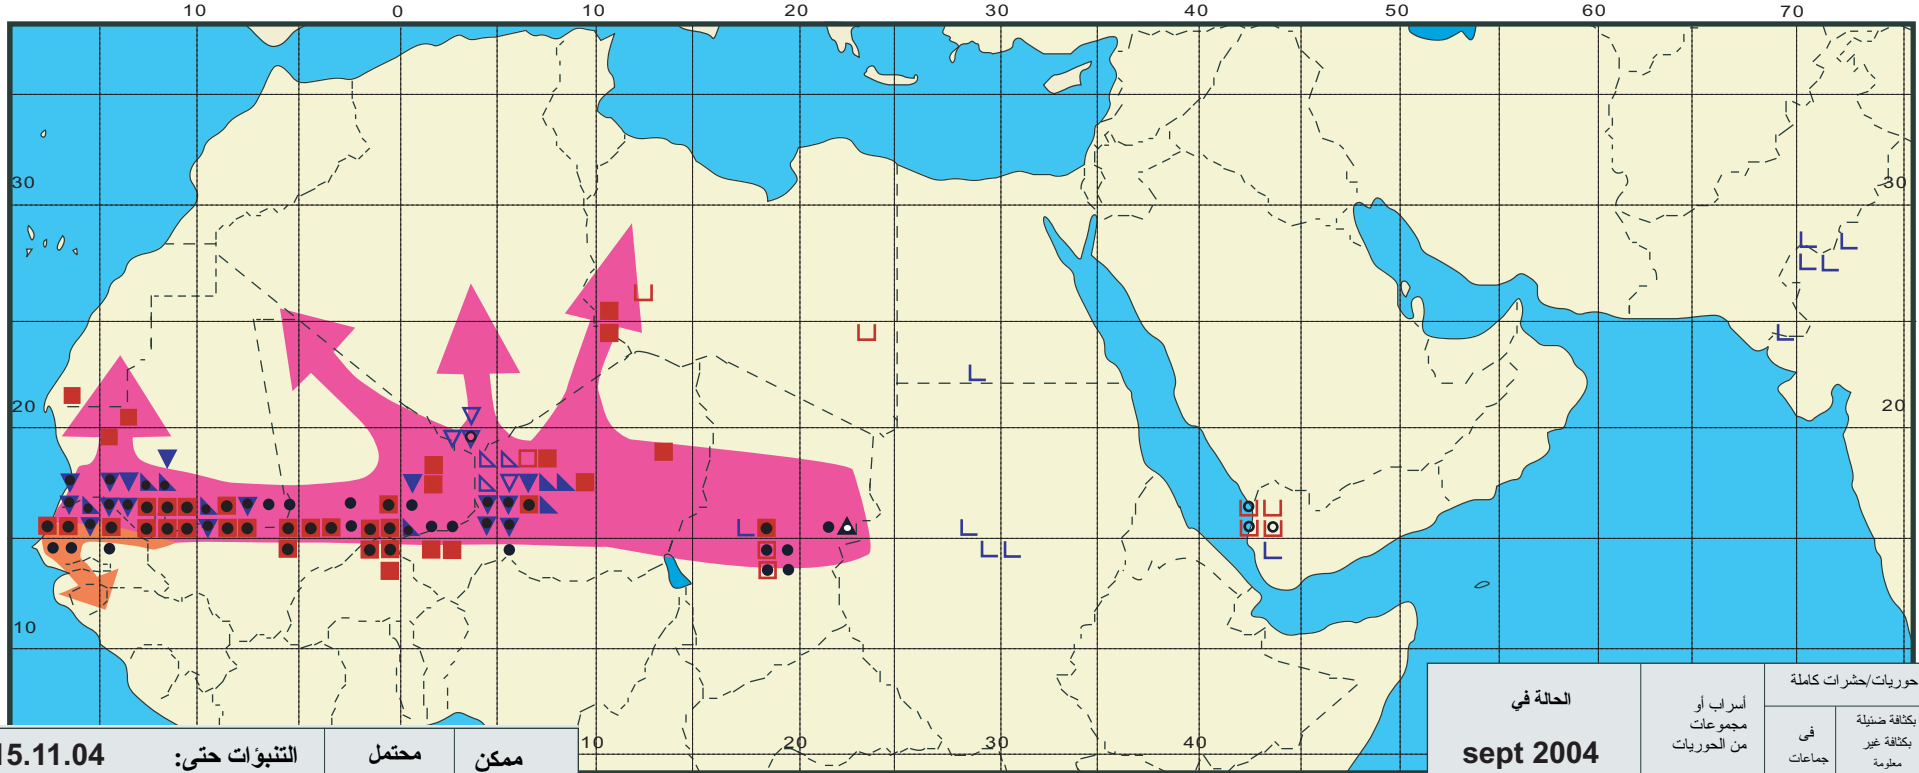 10 0 10 20 30 40 50 60 70
30 30
20 20
10
10 20 30 40
التنبؤات حتى: 15.11.04
محتمل
ممكن
الحالة في
sept 2004
أسراب أو
مجموعات
من الحوريات
حوريات/حشرات كاملة
فى
جماعات
بكثافة ضئيلة
بكثافة غير
معلومة